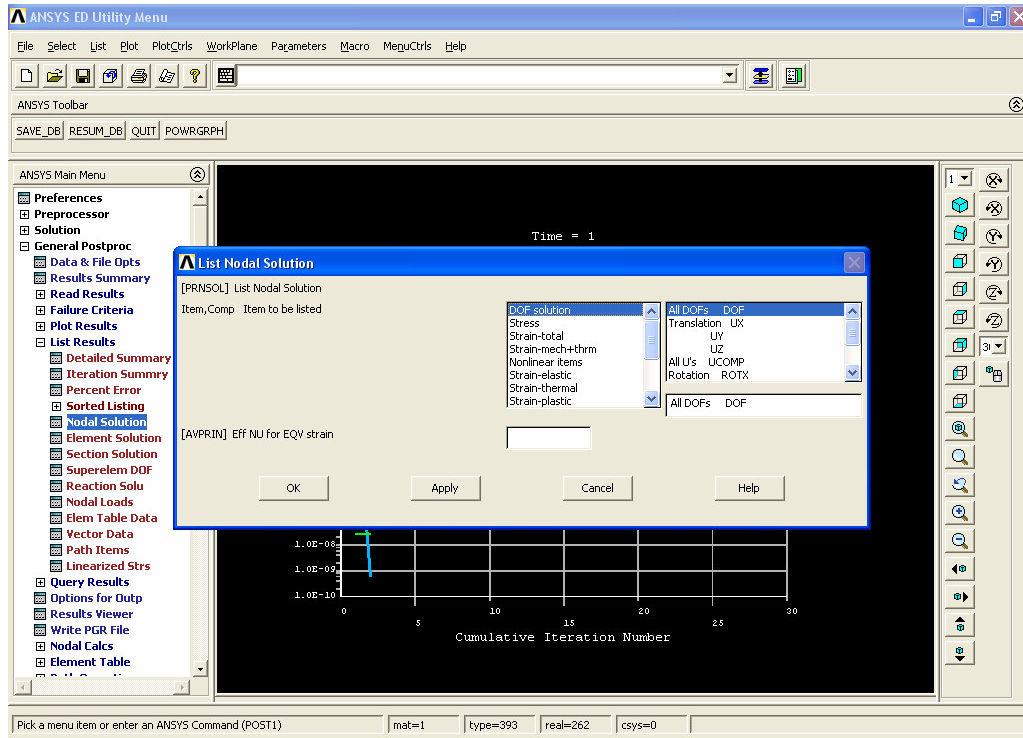 ANSYS ED Utility Menu
File Select List Plot PlotCtrls WorkPlane Parameters Macro MenuCtrls Help
ANSYS Toolbar
SAVE_DB RESUM_DB QUIT POWRGRPH
ANSYS Main Menu
Preferences
Preprocessor
Solution
General Postproc
Data & File Opts
Results Summary
Read Results
Failure Criteria
Plot Results
List Results
Detailed Summary
Iteration Summry
Percent Error
Sorted Listing
Nodal Solution
Element Solution
Section Solution
Superelem DOF
Reaction Solu
Nodal Loads
Elem Table Data
Vector Data
Path Items
Linearized Strs
Query Results
Options for Outp
Results Viewer
Write PGR File
Nodal Calcs
Element Table
Time = 1
List Nodal Solution
[PRNSOL] List Nodal Solution
Item,Comp Item to be listed
DOF solution
Stress
Strain-total
Strain-mech+thrm
Nonlinear items
Strain-elastic
Strain-thermal
Strain-plastic
All DOFs DOF
Translation UX
UY
UZ
All U's UCOMP
Rotation ROTX
All DOFs DOF
[AVPRIN] Eff NU for EQV strain
OK Apply Cancel Help
1.0E-08
1.0E-09
1.0E-10
0 5 10 15 20 25 30
Cumulative Iteration Number
1
X
X
Y
Y
Z
Z
Pick a menu item or enter an ANSYS Command (POST1) mat=1 type=393 real=262 csys=0